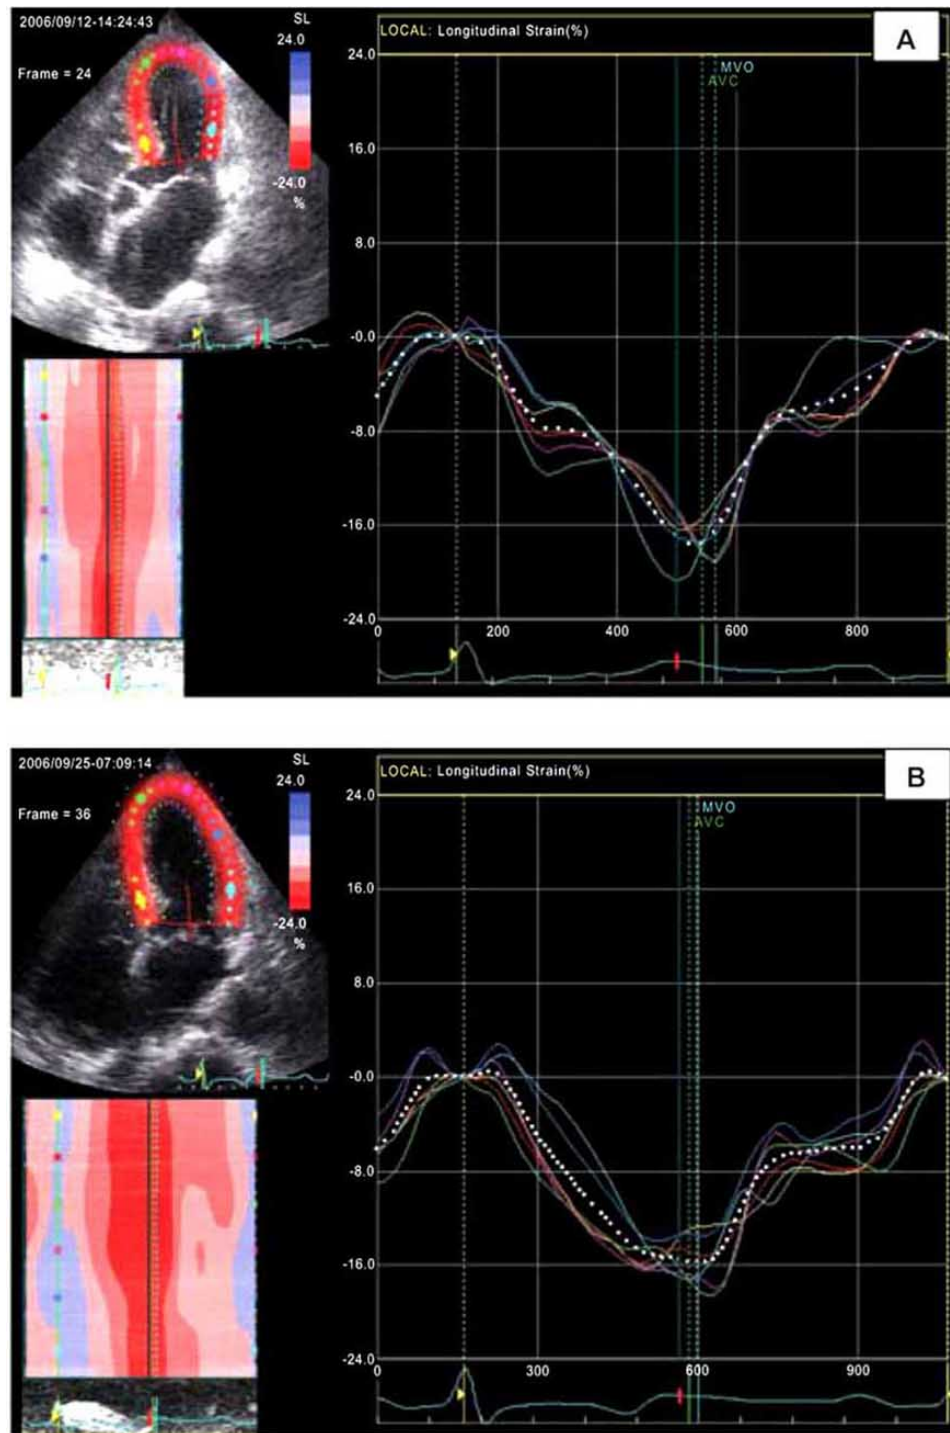 2006/09/12-14:24:43
SL
24.0
Frame = 24
-24.0
%
LOCAL: Longitudinal Strain(%)
A
24.0
MVO
AVC
16.0
8.0
-0.0
-8.0
-16.0
-24.0
0 200 400 600 800
2006/09/25-07:09:14
SL
24.0
Frame = 36
-24.0
%
LOCAL: Longitudinal Strain(%)
B
24.0
MVO
AVC
16.0
8.0
-0.0
-8.0
-16.0
-24.0
0 300 600 900